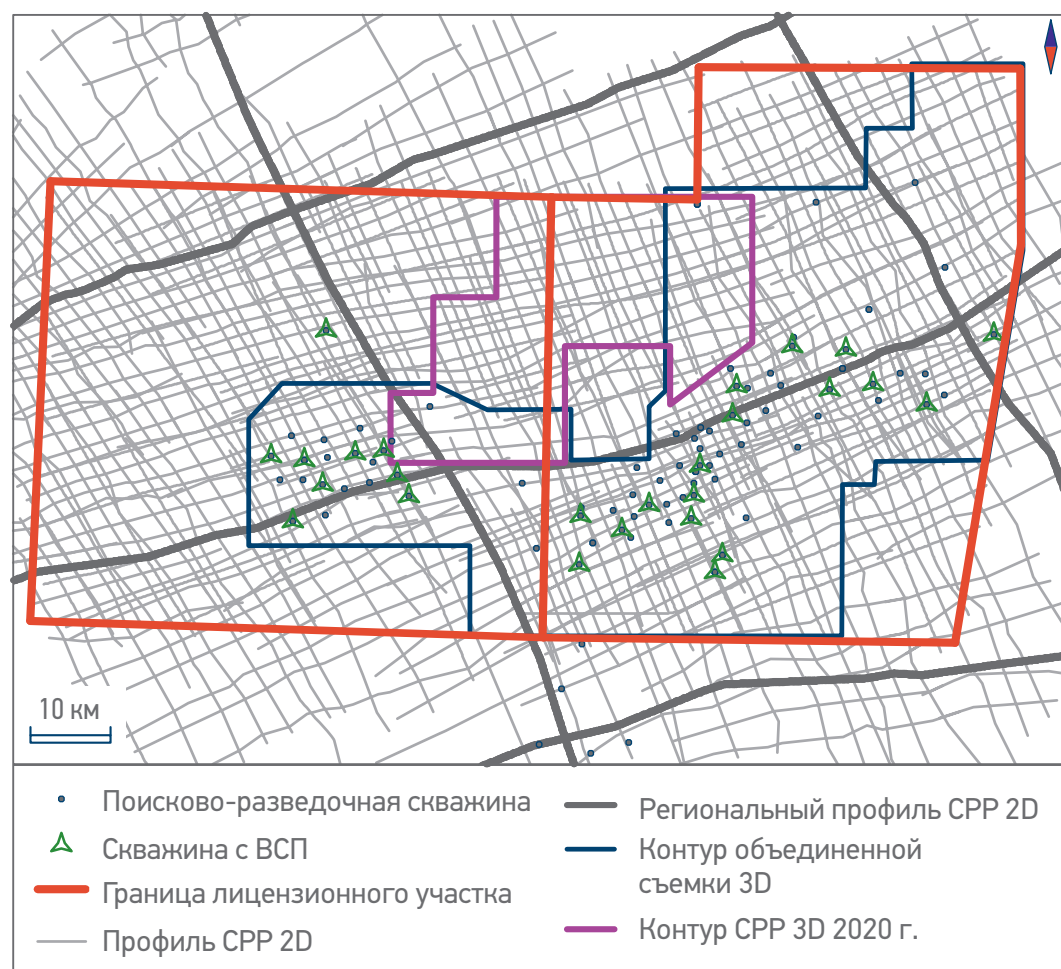 10 км
Поисково-разведочная скважина
Скважина с ВСП
Граница лицензионного участка
Профиль СРР 2D
Региональный профиль СРР 2D
Контур объединенной
съемки 3D
Контур СРР 3D 2020 г.